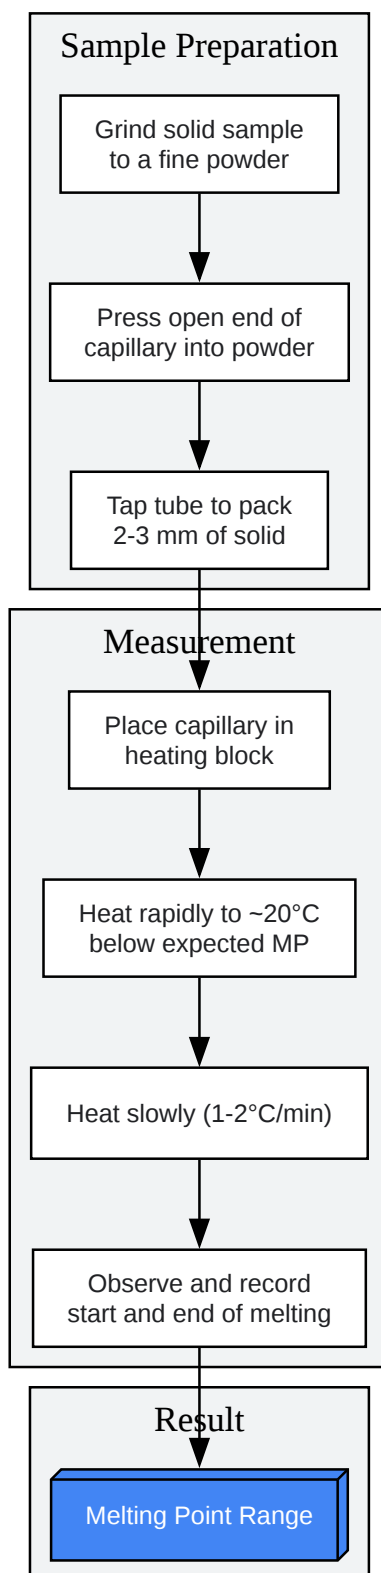 Sample Preparation
Grind solid sample
to a fine powder
Press open end of
capillary into powder
Tap tube to pack
2-3 mm of solid
Measurement
Place capillary in
heating block
Heat rapidly to ~20°C
below expected MP
Heat slowly (1-2°C/min)
Observe and record
start and end of melting
Result
Melting Point Range